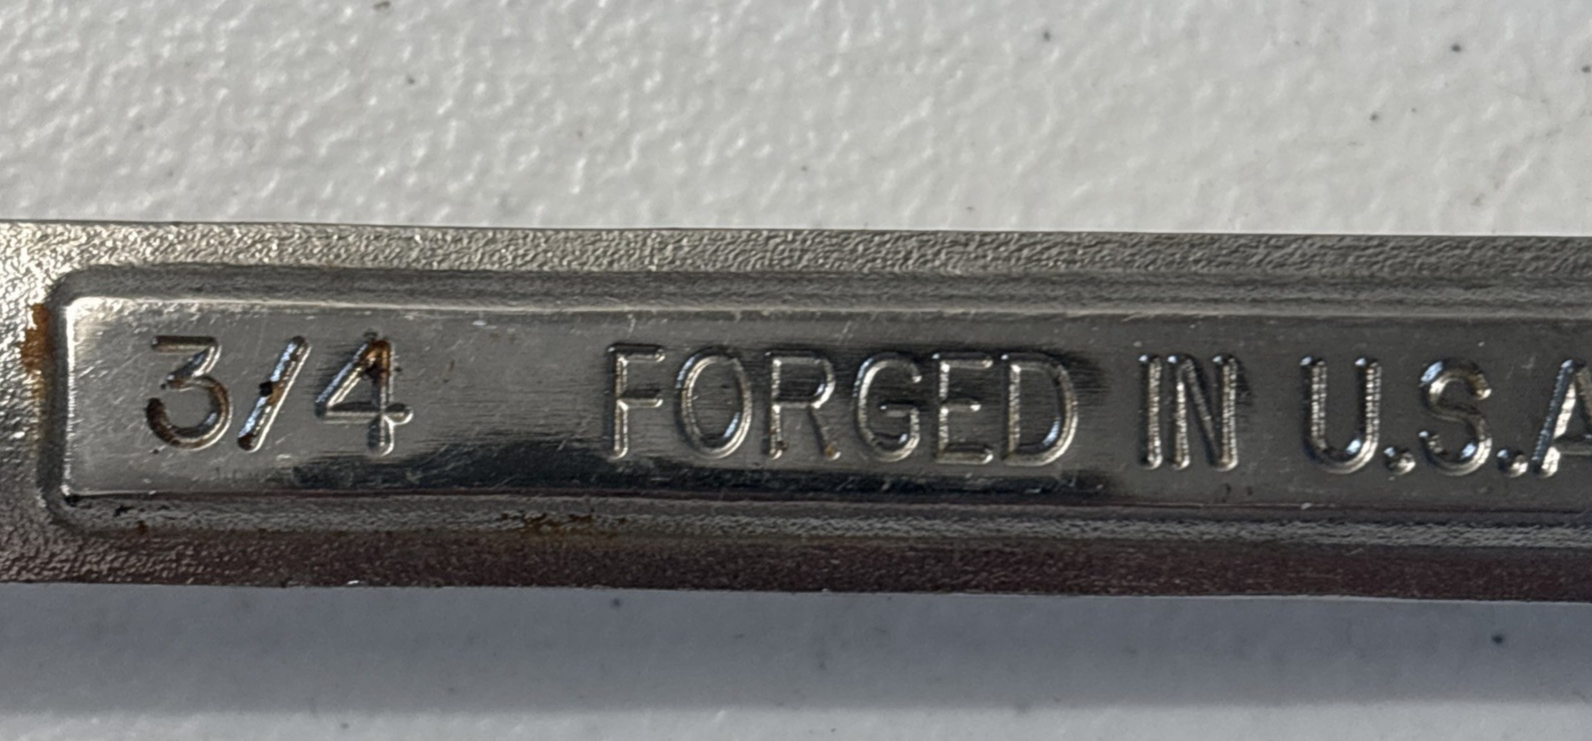 3/4 FORGED IN U.S.A